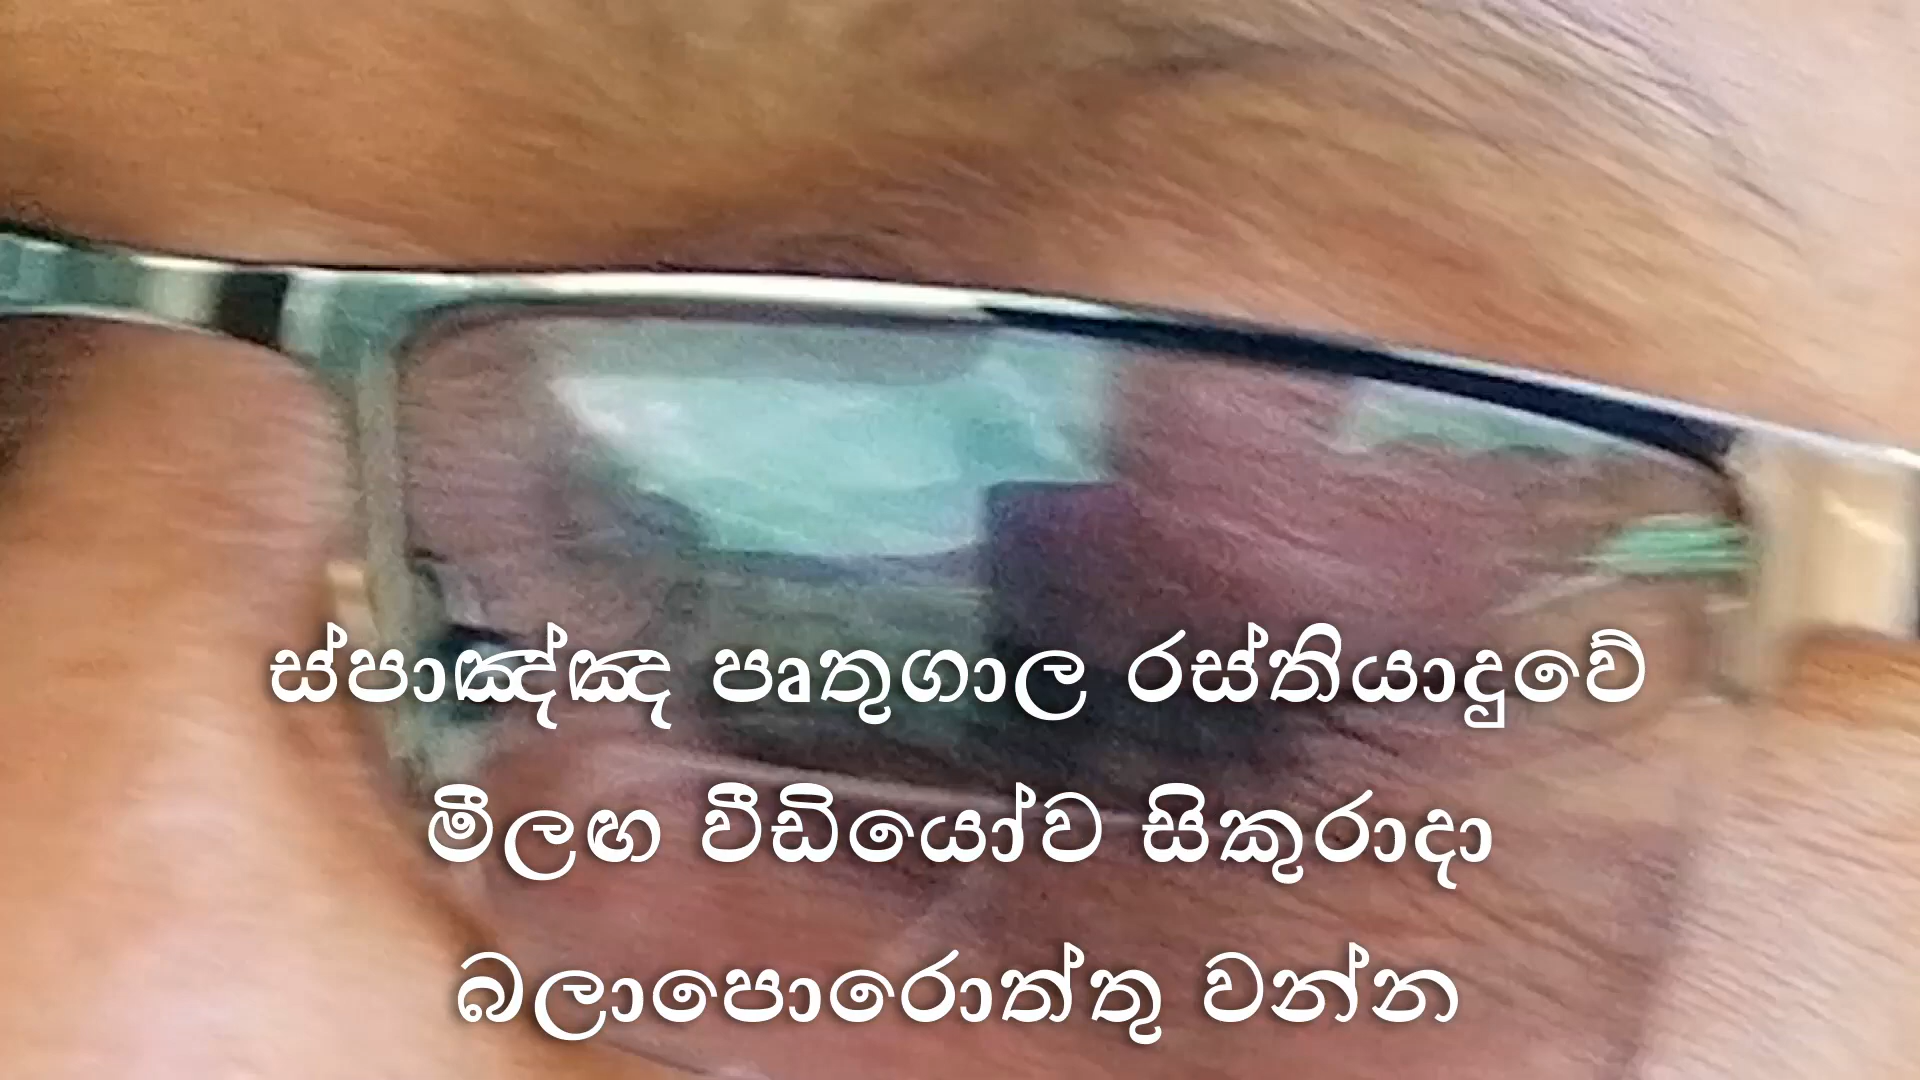 ස්පාඤ්ඤ පෘතුගාල රස්තියාදුවේ
මීලඟ වීඩියෝව සිකුරාදා
බලාපොරොත්තු වන්න